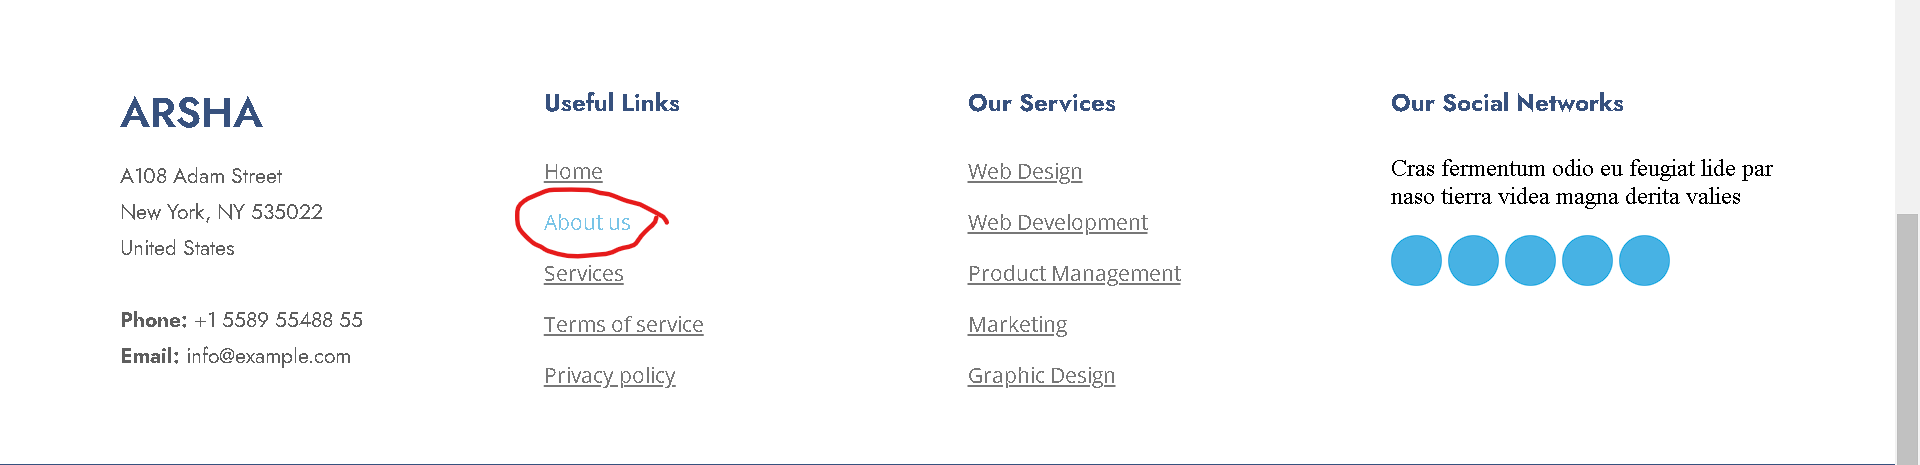 ARSHA
A108 Adam Street
New York, NY 535022
United States
Phone: +1 5589 55488 55
Email: info@example.com
Useful Links
Home
About us
Services
Terms of service
Privacy policy
Our Services
Web Design
Web Development
Product Management
Marketing
Graphic Design
Our Social Networks
Cras fermentum odio eu feugiat lide par
naso tierra videa magna derita valies